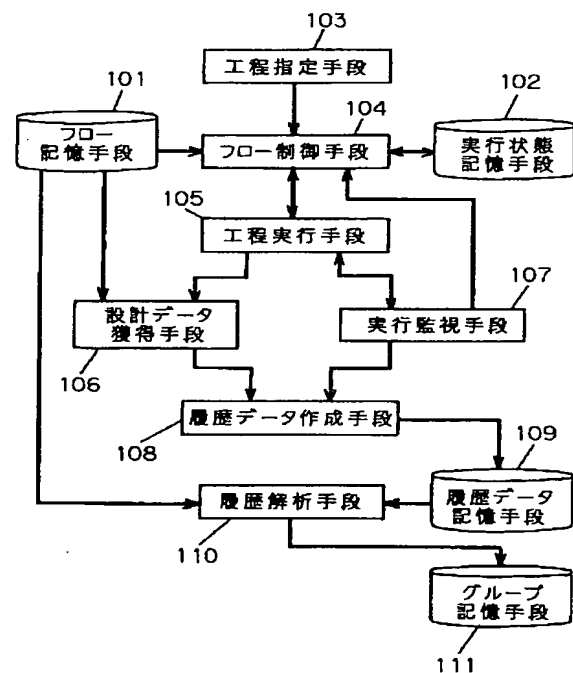 103
工程指定手段
101
フロー
記憶手段
104
フロー制御手段
102
実行状態
記憶手段
105
工程実行手段
設計データ
獲得手段
106
107
実行監視手段
履歴データ作成手段
108
109
履歴データ
記憶手段
履歴解析手段
110
グループ
記憶手段
111